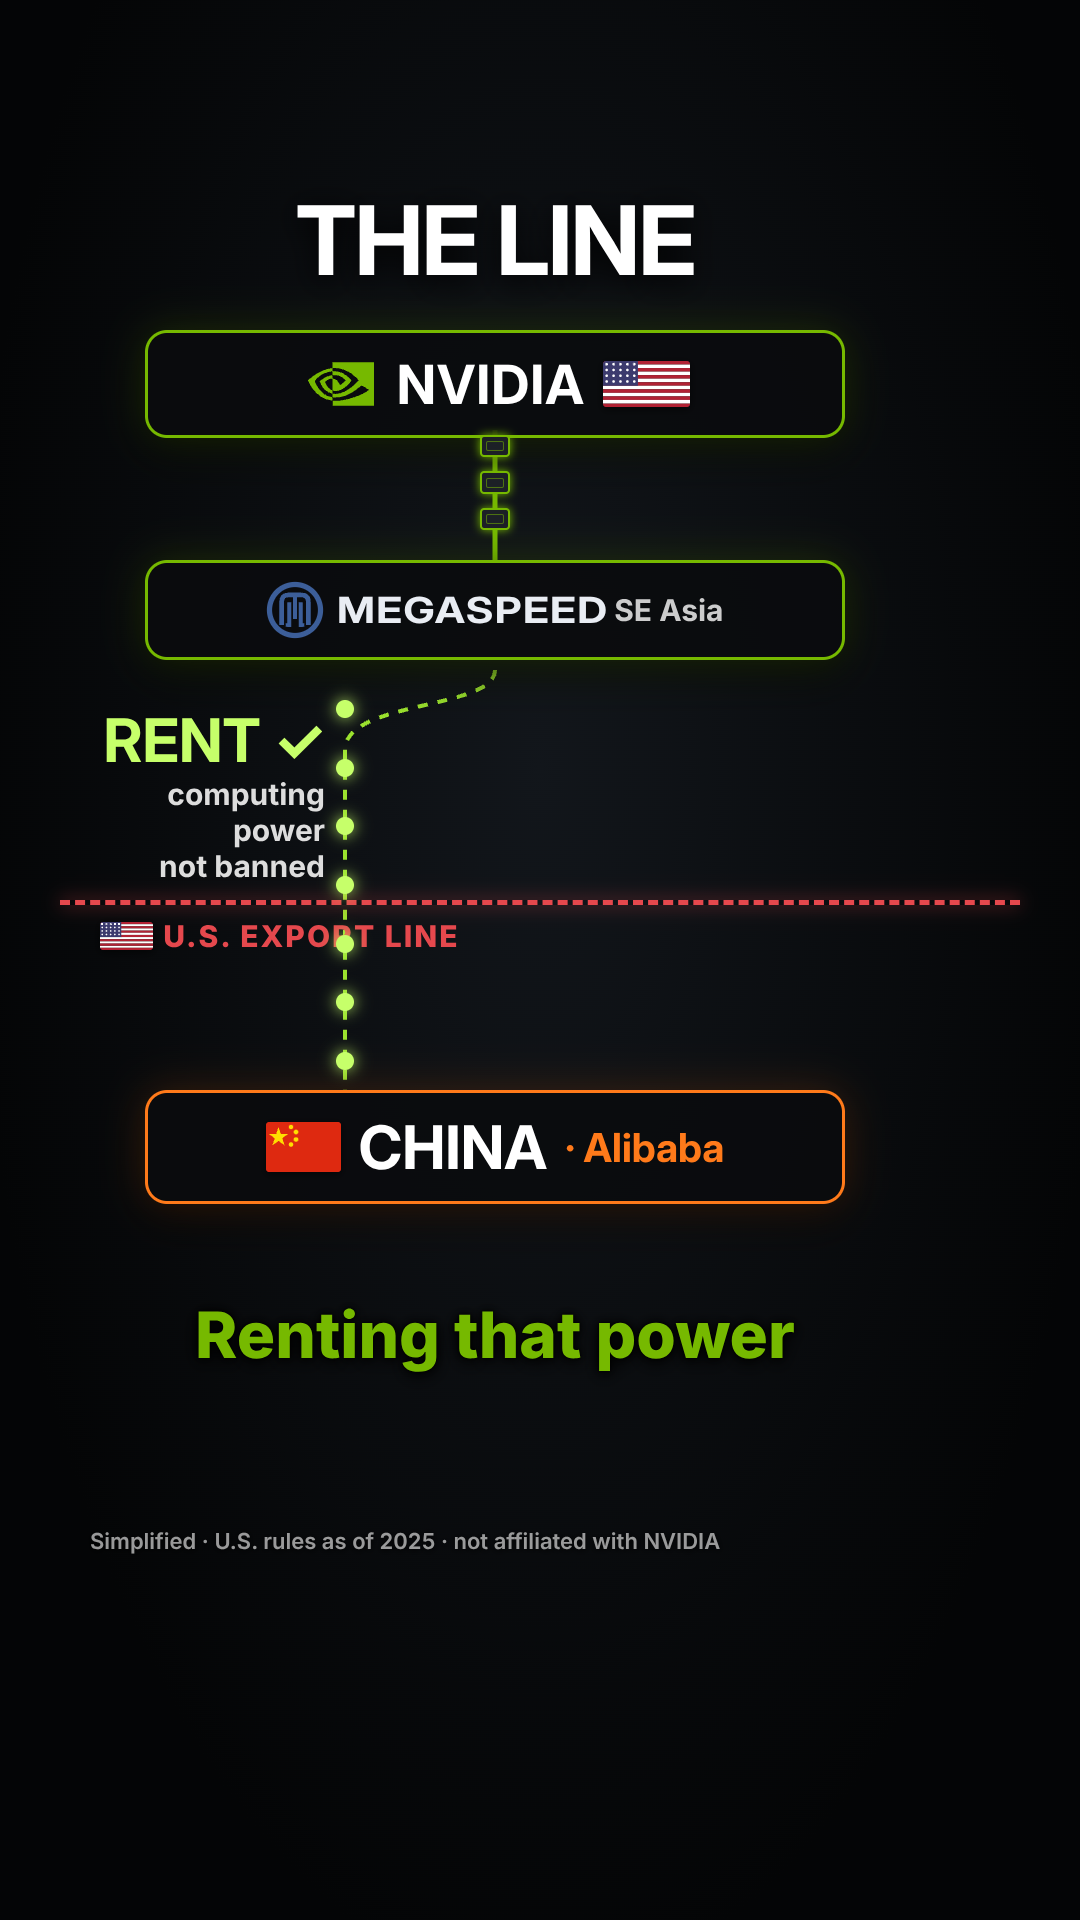 THE LINE
NVIDIA
MEGASPEED SE Asia
RENT ✓
computing
power
not banned
U.S. EXPORT LINE
CHINA · Alibaba
Renting that power
Simplified · U.S. rules as of 2025 · not affiliated with NVIDIA